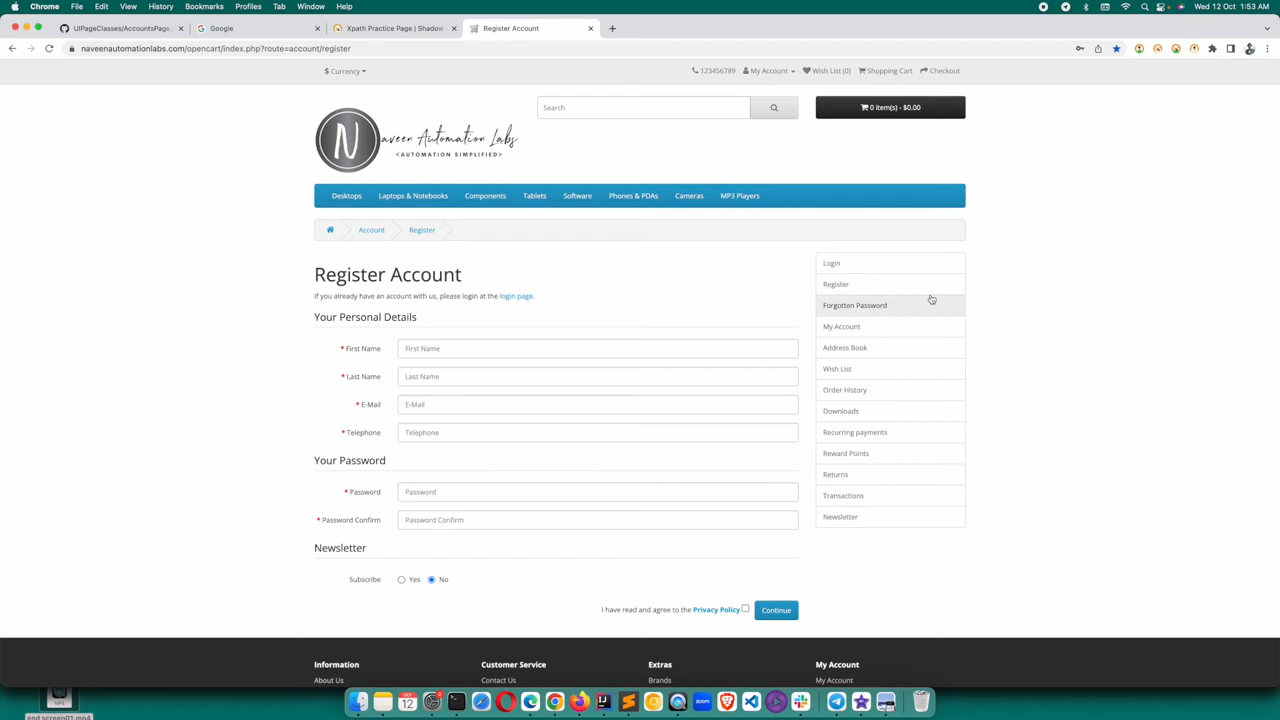 Chrome File Edit View History Bookmarks Profiles Tab Window Help Wed 12 Oct 1:53 AM
UIPageClasses/AccountsPage. Google Xpath Practice Page | Shadow Register Account
naveenautomationlabs.com/opencart/index.php?route=account/register
$ Currency 123456789 My Account Wish List (0) Shopping Cart Checkout
Search 0 item(s) - $0.00
N aveen Automation Labs
<AUTOMATION SIMPLIFIED/>
Desktops Laptops & Notebooks Components Tablets Software Phones & PDAs Cameras MP3 Players
Account Register
Register Account
If you already have an account with us, please login at the login page.
Your Personal Details
* First Name First Name
* Last Name Last Name
* E-Mail E-Mail
* Telephone Telephone
Your Password
* Password Password
* Password Confirm Password Confirm
Newsletter
Subscribe Yes No
I have read and agree to the Privacy Policy Continue
Login
Register
Forgotten Password
My Account
Address Book
Wish List
Order History
Downloads
Recurring payments
Reward Points
Returns
Transactions
Newsletter
Information Customer Service Extras My Account
About Us Contact Us Brands My Account
OCT
12
zoom
MP4
end screen01.mp4